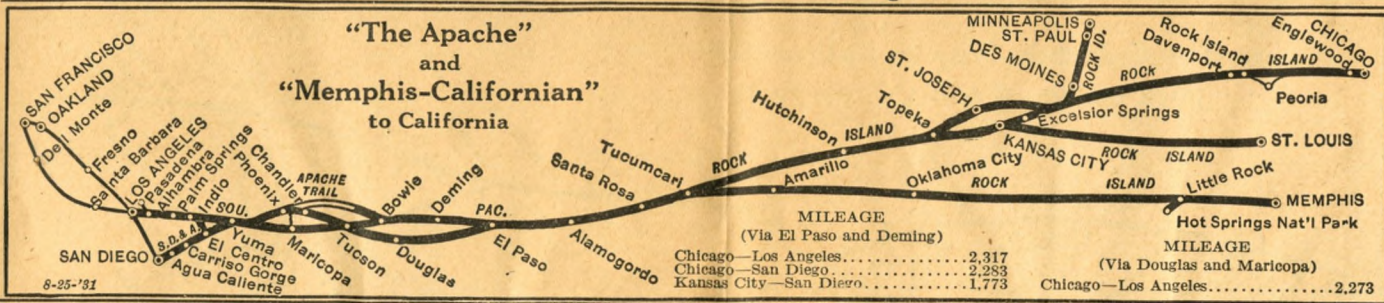 "The Apache"
and
"Memphis-Californian"
to California
SAN FRANCISCO
OAKLAND
Del Monte
Fresno
Santa Barbara
LOS ANGELES
Pasadena
Alhambra
Palm Springs
Indio
Phoenix
Chandler
APACHE
TRAIL
Bowie
Deming
SOU.
PAC.
S.D.& A.
SAN DIEGO
Yuma
El Centro
Carriso Gorge
Agua Caliente
Maricopa
Tucson
Douglas
El Paso
Alamogordo
Santa Rosa
Tucumcari
ROCK
ISLAND
Hutchinson
Topeka
ST. JOSEPH
DES MOINES
MINNEAPOLIS
ST. PAUL
ROCK ID.
ROCK
ISLAND
Rock Island
Davenport
Englewood
CHICAGO
Peoria
Excelsior Springs
KANSAS CITY
ROCK
ISLAND
ST. LOUIS
Amarillo
Oklahoma City
ROCK
ISLAND
Little Rock
MEMPHIS
Hot Springs Nat'l Park
MILEAGE
(Via El Paso and Deming)
Chicago—Los Angeles..............2,317
Chicago—San Diego...............2,283
Kansas City—San Diego...........1,773
MILEAGE
(Via Douglas and Maricopa)
Chicago—Los Angeles..............2,273
8-25-'31